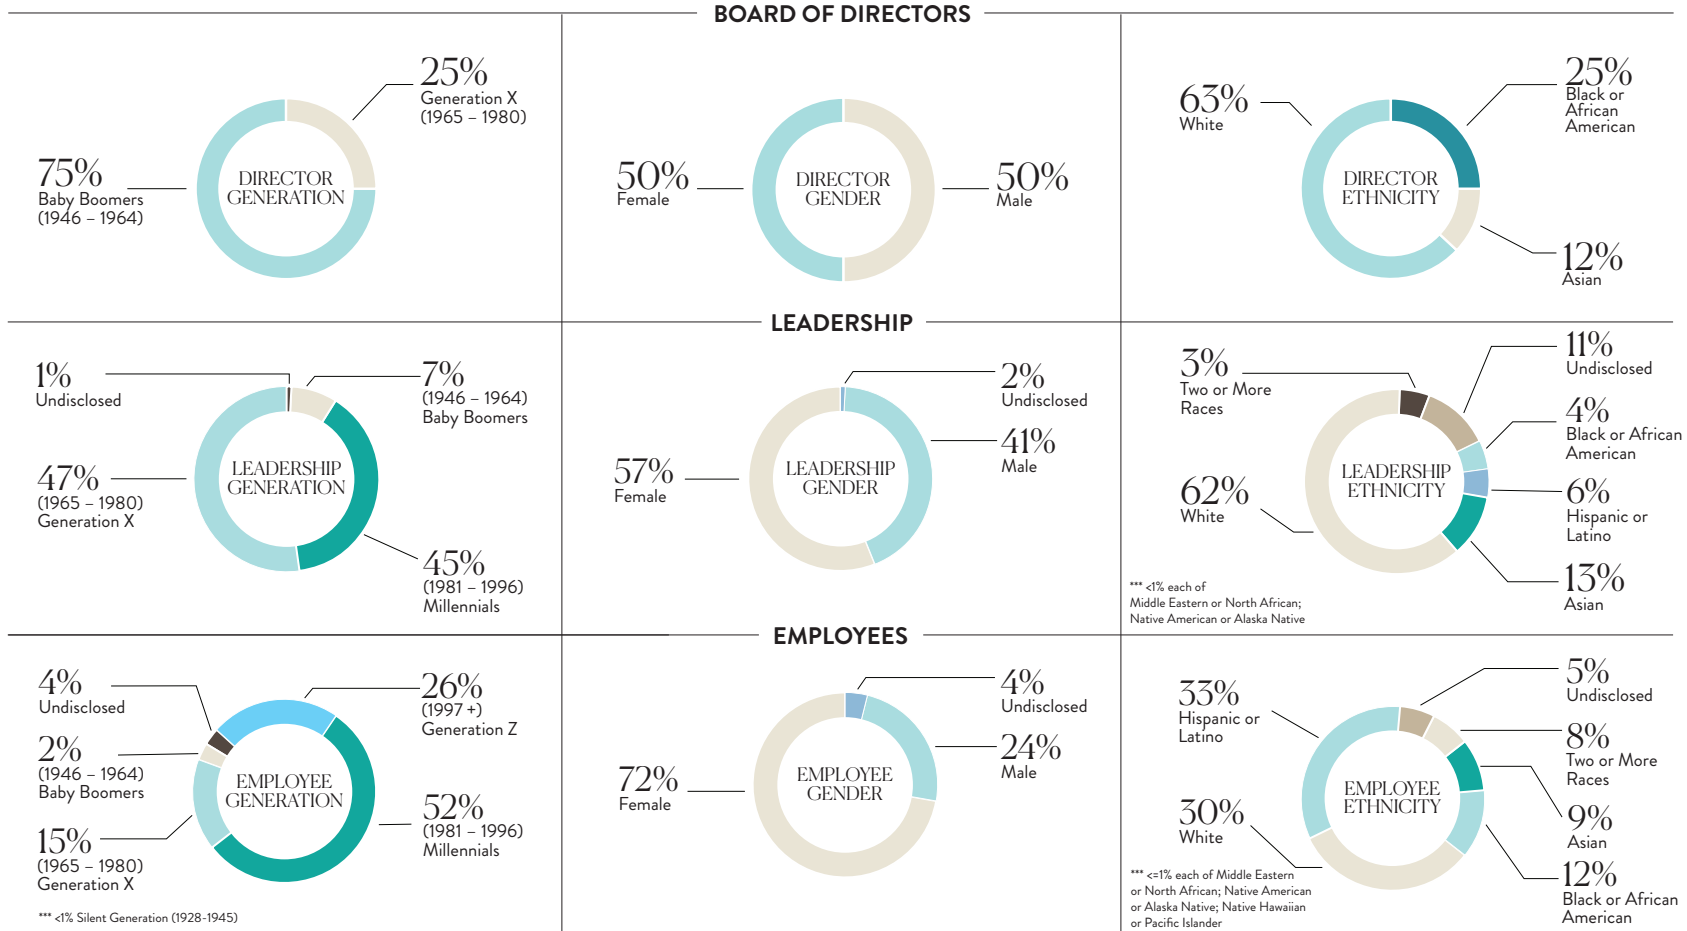 BOARD OF DIRECTORS
25%
Generation X
(1965 – 1980)
75%
Baby Boomers
(1946 – 1964)
DIRECTOR
GENERATION
50%
Female
DIRECTOR
GENDER
50%
Male
63%
White
25%
Black or
African
American
DIRECTOR
ETHNICITY
12%
Asian
LEADERSHIP
1%
Undisclosed
7%
(1946 – 1964)
Baby Boomers
47%
(1965 – 1980)
Generation X
LEADERSHIP
GENERATION
45%
(1981 – 1996)
Millennials
2%
Undisclosed
41%
Male
57%
Female
LEADERSHIP
GENDER
3%
Two or More
Races
11%
Undisclosed
4%
Black or African
American
62%
White
LEADERSHIP
ETHNICITY
6%
Hispanic or
Latino
13%
Asian
*** <1% each of
Middle Eastern or North African;
Native American or Alaska Native
EMPLOYEES
4%
Undisclosed
26%
(1997 +)
Generation Z
2%
(1946 – 1964)
Baby Boomers
EMPLOYEE
GENERATION
15%
(1965 – 1980)
Generation X
52%
(1981 – 1996)
Millennials
*** <1% Silent Generation (1928-1945)
4%
Undisclosed
24%
Male
72%
Female
EMPLOYEE
GENDER
33%
Hispanic or
Latino
5%
Undisclosed
8%
Two or More
Races
30%
White
EMPLOYEE
ETHNICITY
9%
Asian
12%
Black or African
American
*** <=1% each of Middle Eastern
or North African; Native American
or Alaska Native; Native Hawaiian
or Pacific Islander